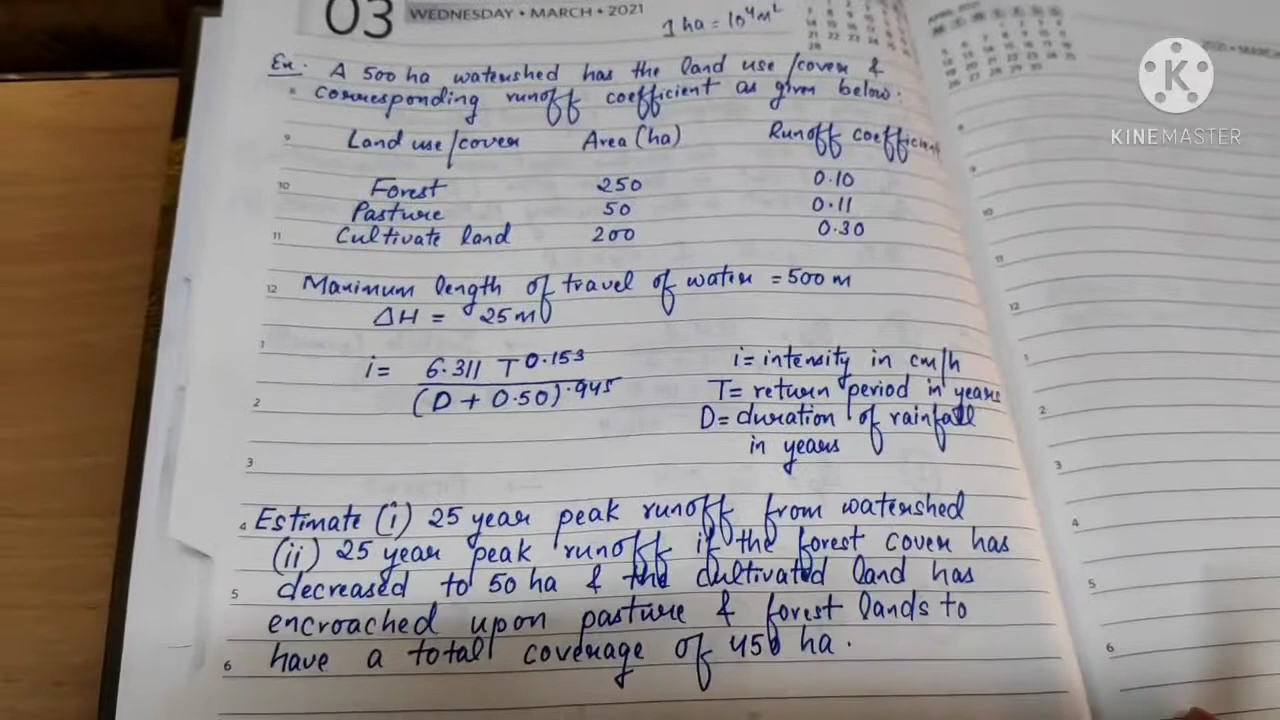 03 WEDNESDAY • MARCH • 2021
1 ha = 10⁴m²
Ex. A 500 ha watershed has the land use/cover &
corresponding runoff coefficient as given below.
Land use/cover Area (ha) Runoff coefficient
Forest 250 0.10
Pasture 50 0.11
Cultivate land 200 0.30
Maximum length of travel of water = 500 m
ΔH = 25m
i = 6.311 T^0.153 / (D + 0.50)^.945
i = intensity in cm/h
T = return period in years
D = duration of rainfall
in years
Estimate (i) 25 year peak runoff from watershed
(ii) 25 year peak runoff if the forest cover has
decreased to 50 ha & the cultivated land has
encroached upon pasture & forest lands to
have a total coverage of 450 ha.
KINEMASTER